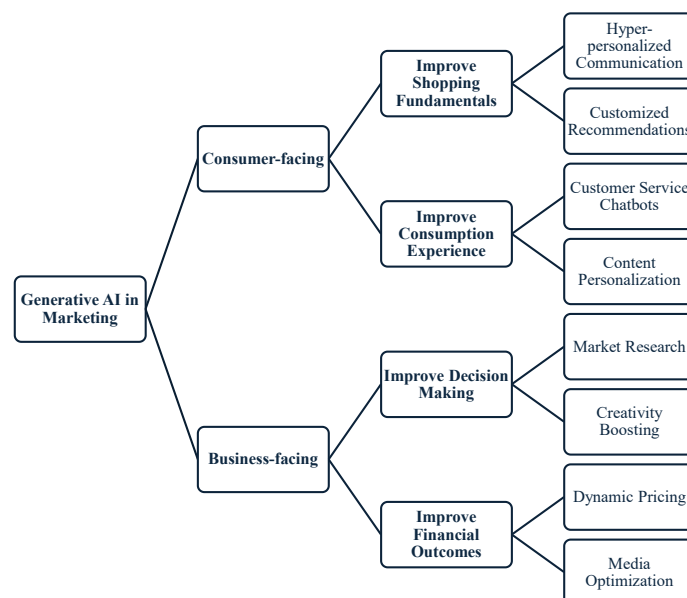 Hyper-
personalized
Communication
Improve
Shopping
Fundamentals
Customized
Recommendations
Consumer-facing
Customer Service
Chatbots
Improve
Consumption
Experience
Content
Personalization
Generative AI in
Marketing
Market Research
Improve Decision
Making
Creativity
Boosting
Business-facing
Dynamic Pricing
Improve
Financial
Outcomes
Media
Optimization